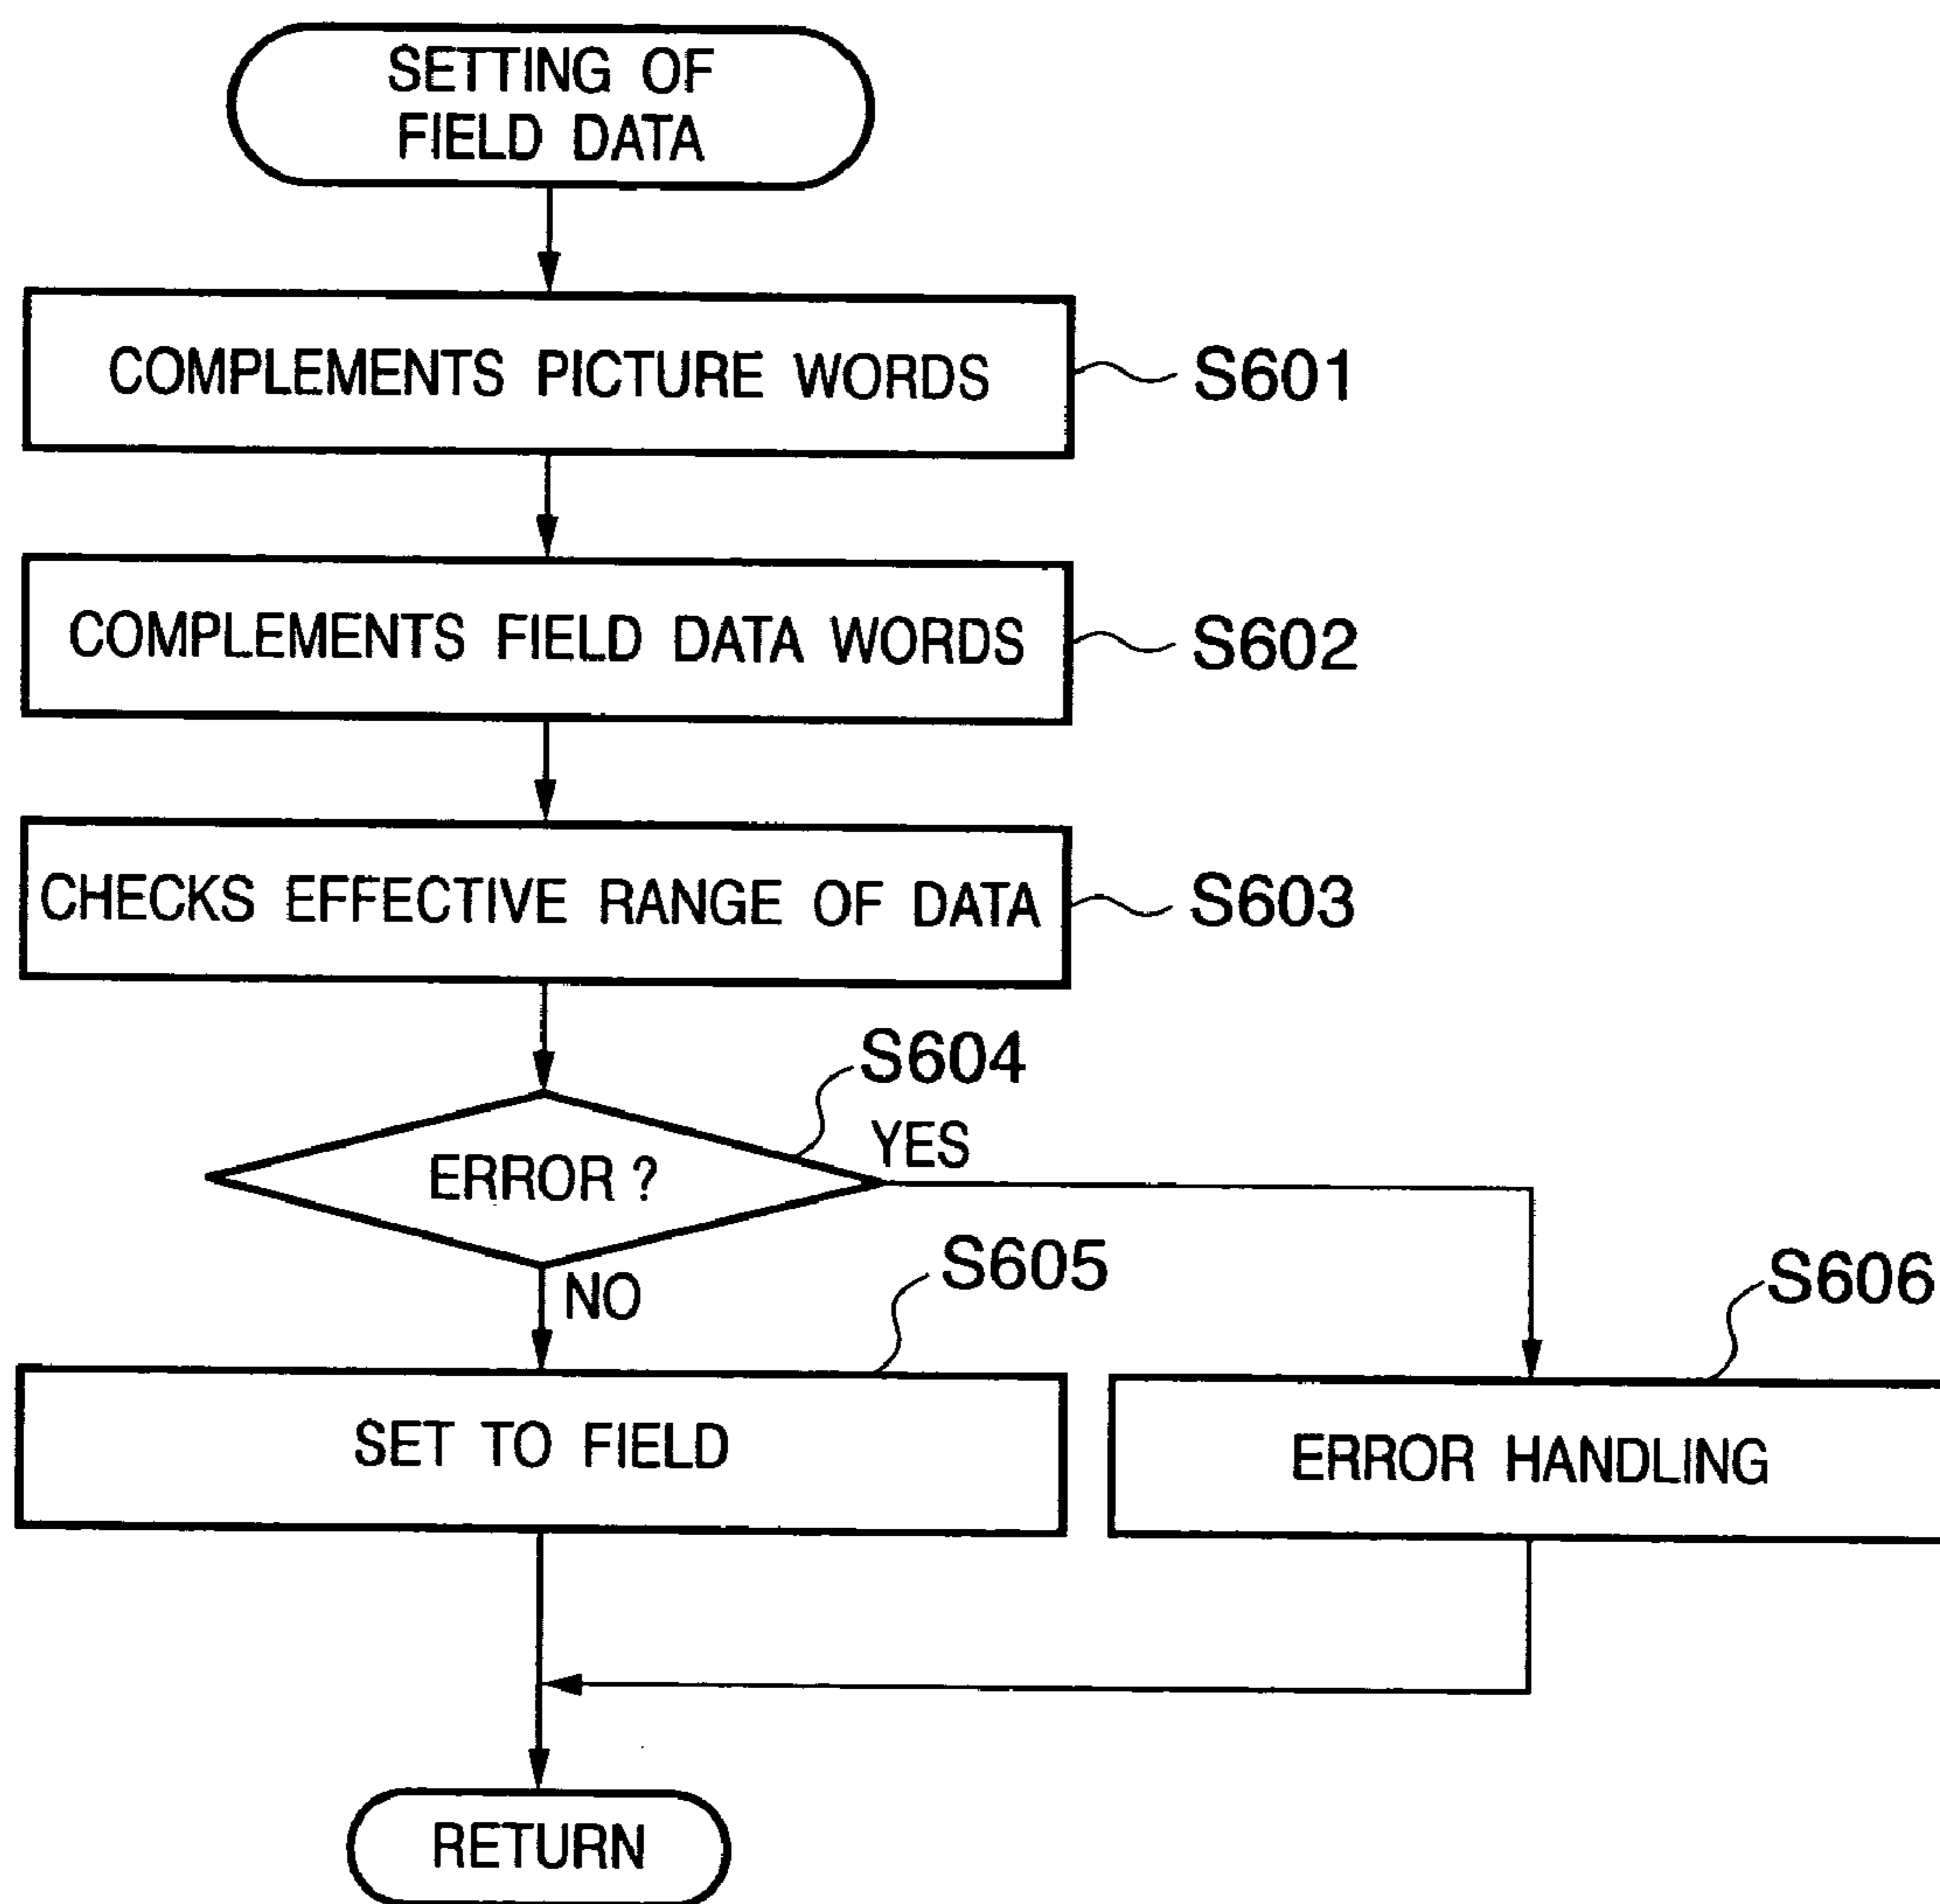 SETTING OF
FIELD DATA
COMPLEMENTS PICTURE WORDS
S601
COMPLEMENTS FIELD DATA WORDS
S602
CHECKS EFFECTIVE RANGE OF DATA
S603
S604
YES
ERROR ?
NO
S605
S606
SET TO FIELD
ERROR HANDLING
RETURN